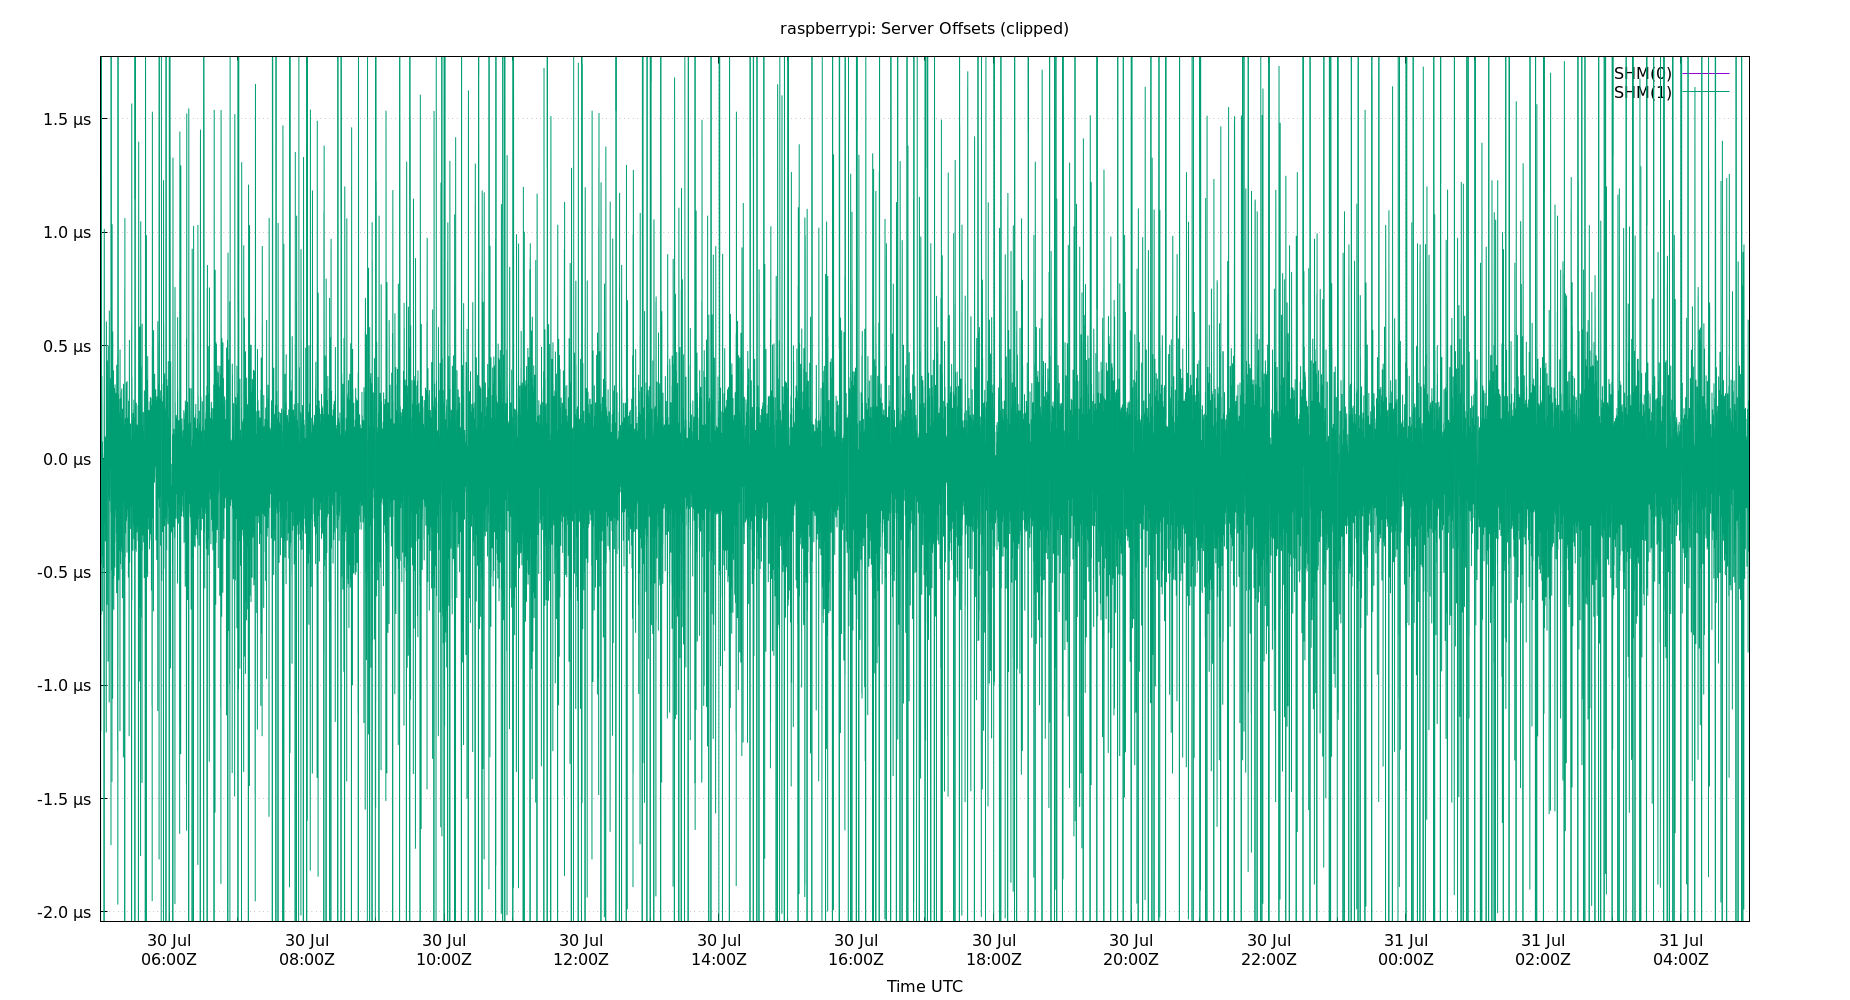 raspberrypi: Server Offsets (clipped)
SHM(0)
SHM(1)
1.5 µs
1.0 µs
0.5 µs
0.0 µs
-0.5 µs
-1.0 µs
-1.5 µs
-2.0 µs
30 Jul 30 Jul 30 Jul 30 Jul 30 Jul 30 Jul 30 Jul 30 Jul 30 Jul 31 Jul 31 Jul 31 Jul
06:00Z 08:00Z 10:00Z 12:00Z 14:00Z 16:00Z 18:00Z 20:00Z 22:00Z 00:00Z 02:00Z 04:00Z
Time UTC